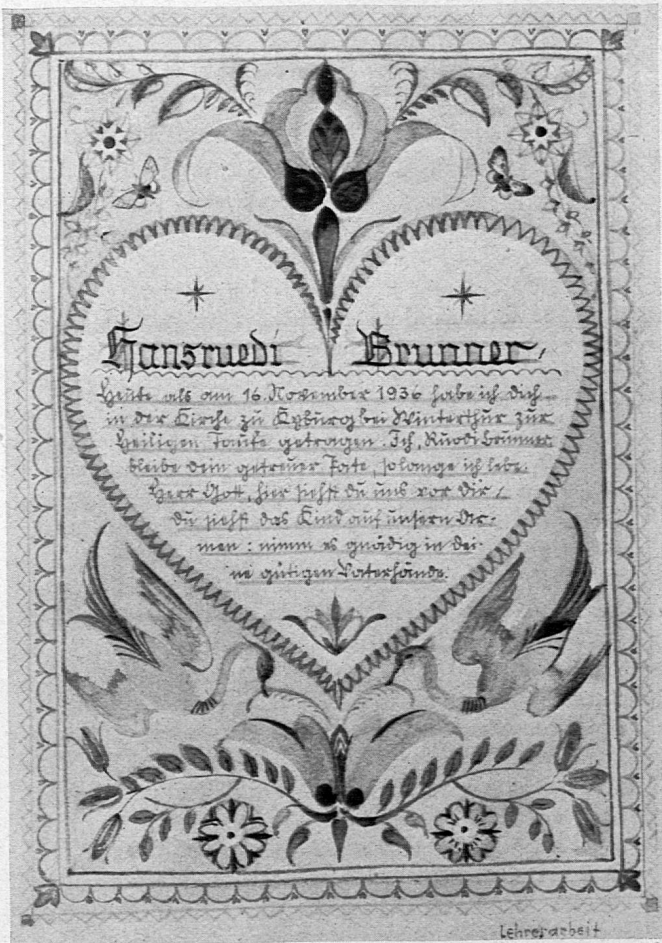 Hansruedi Brunner,
Heute als am 16. November 1936 habe ich dich
in der Kirche zu Kyburg bei Winterthur zur
Heiligen Taufe getragen. Ich, Ruodi Brunner
bleibe dein getreuer Tate, solange ich lebe.
Herr Gott, hier siehst du uns vor dir /
du siehst das Kind auf unsern Ar-
men: nimm es gnädig in dei-
ne gütigen Vaterhände.
Lehrerarbeit